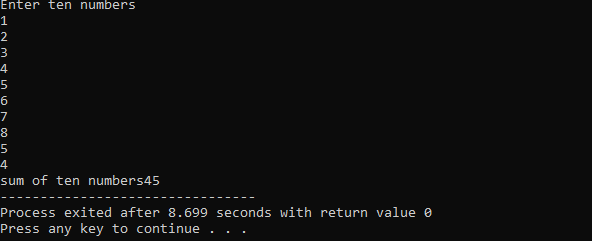 Enter ten numbers
1
2
3
4
5
6
7
8
5
4
sum of ten numbers45
--------------------------------
Process exited after 8.699 seconds with return value 0
Press any key to continue . . .